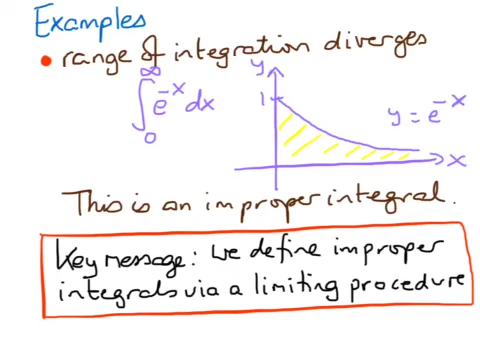 Examples
• range of integration diverges
∫₀^∞ e^{-x} dx
y
1
y = e^{-x}
x
This is an improper integral.
Key message: we define improper
integrals via a limiting procedure